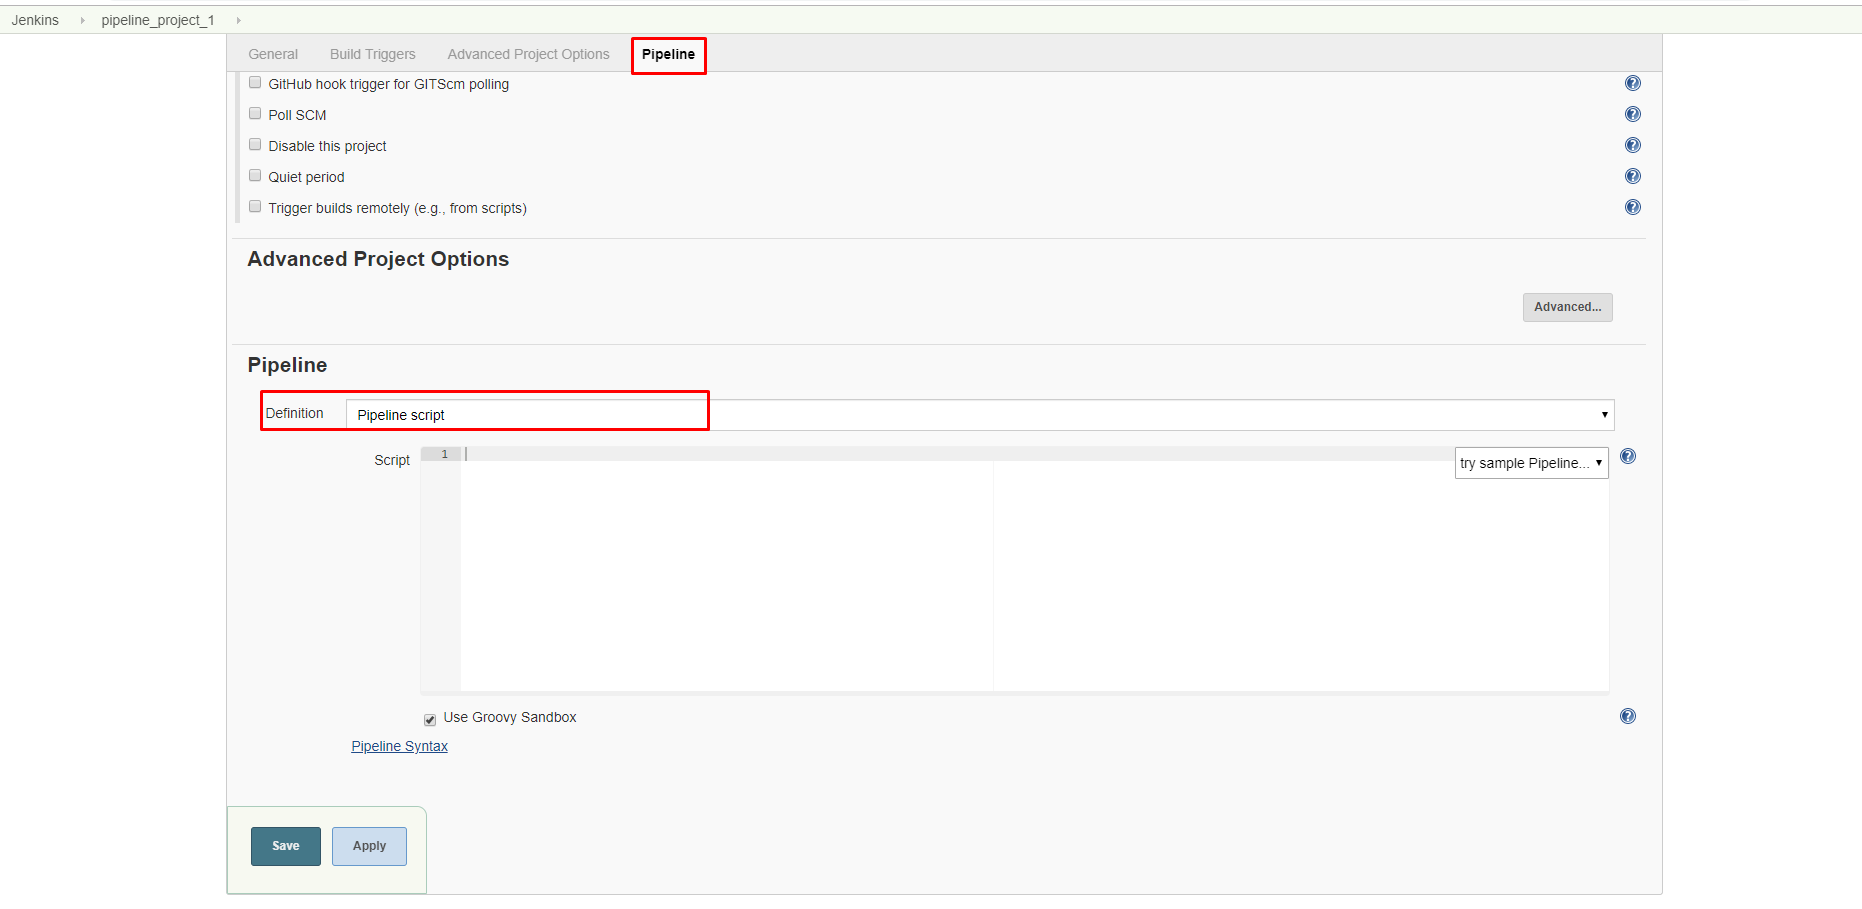 Jenkins pipeline_project_1
General Build Triggers Advanced Project Options Pipeline
GitHub hook trigger for GITScm polling
Poll SCM
Disable this project
Quiet period
Trigger builds remotely (e.g., from scripts)
Advanced Project Options
Advanced...
Pipeline
Definition Pipeline script
Script 1 try sample Pipeline...
Use Groovy Sandbox
Pipeline Syntax
Save Apply